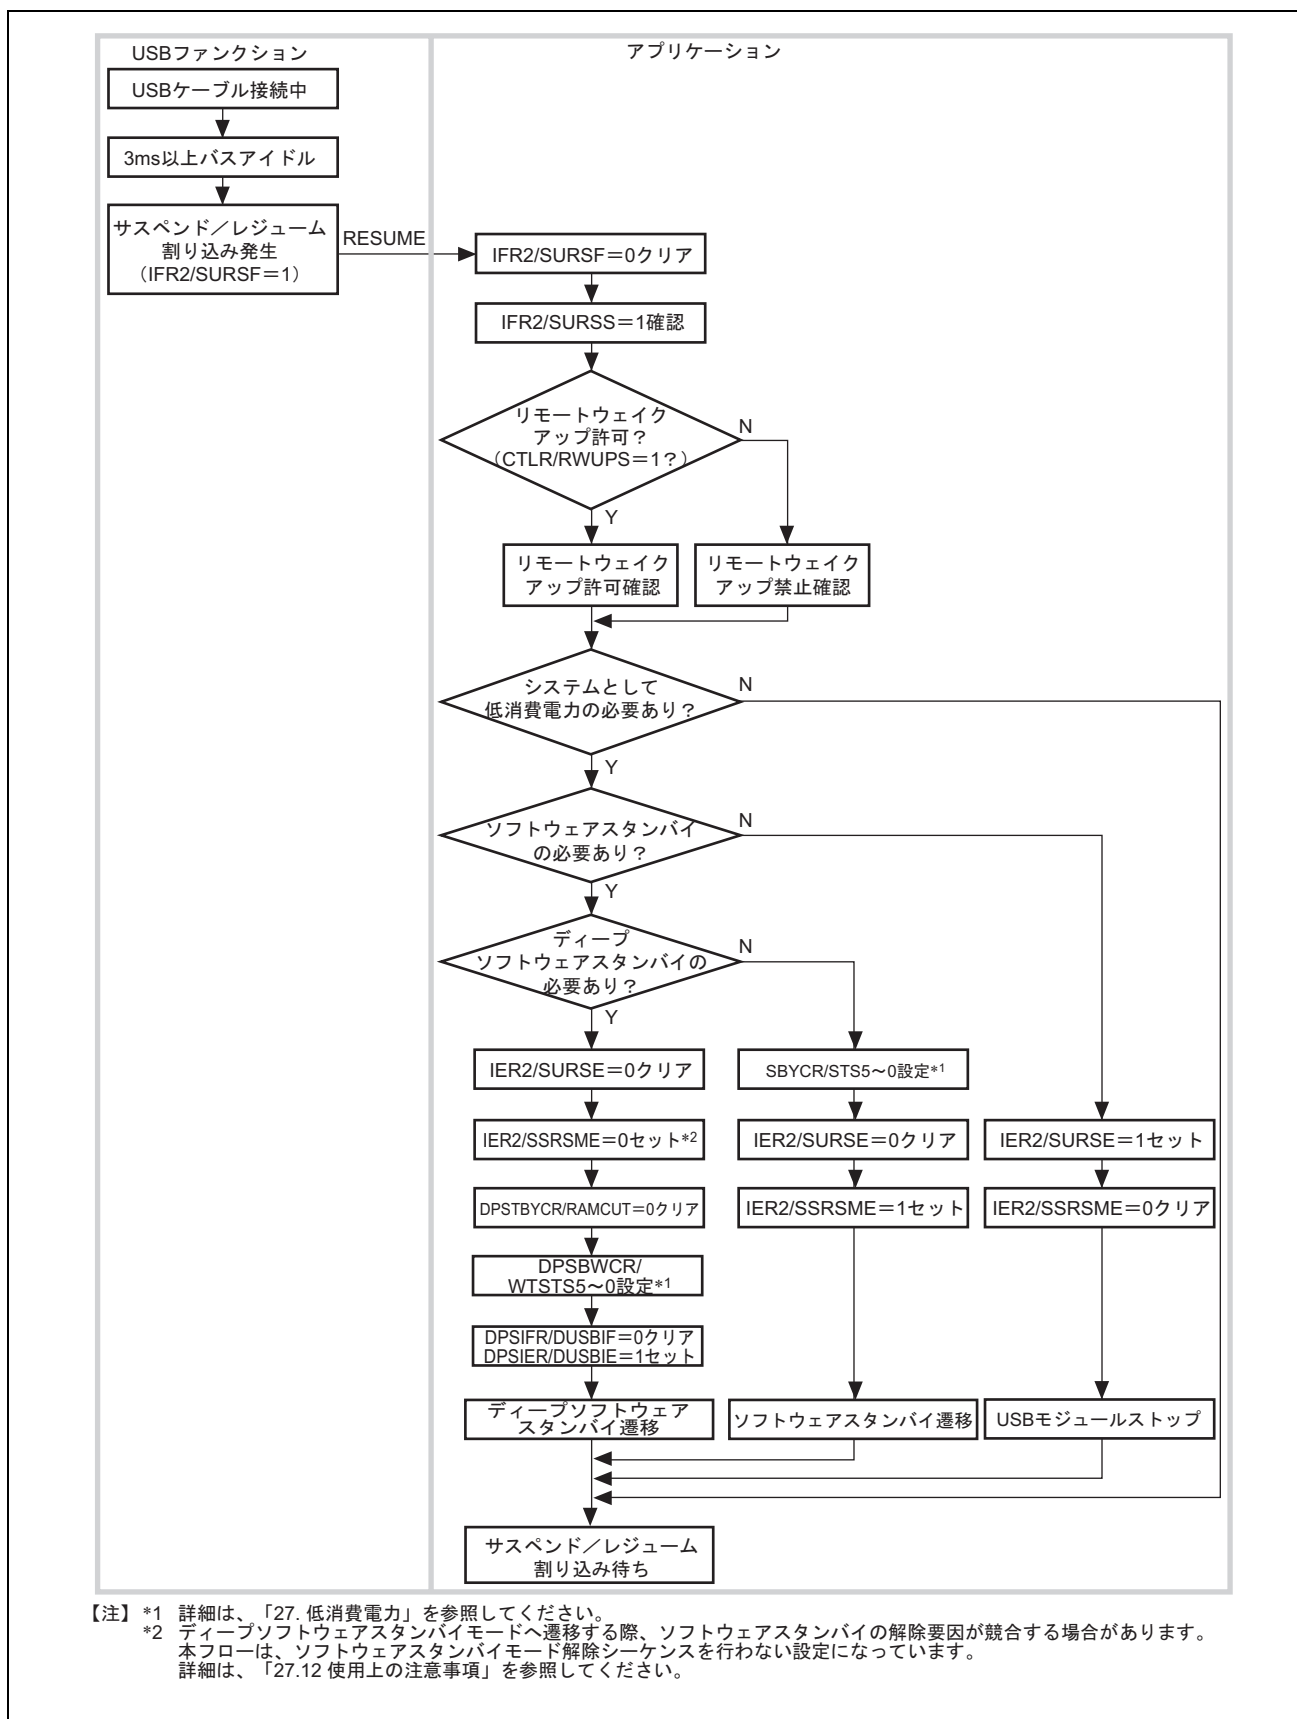 USBファンクション
アプリケーション
USBケーブル接続中
3ms以上バスアイドル
サスペンド／レジューム
割り込み発生
（IFR2/SURSF＝1）
RESUME
IFR2/SURSF＝0クリア
IFR2/SURSS＝1確認
リモートウェイク
アップ許可？
（CTLR/RWUPS＝1？）
N
Y
リモートウェイク
アップ許可確認
リモートウェイク
アップ禁止確認
システムとして
低消費電力の必要あり？
N
Y
ソフトウェアスタンバイ
の必要あり？
N
Y
ディープ
ソフトウェアスタンバイの
必要あり？
N
Y
IER2/SURSE＝0クリア
SBYCR/STS5～0設定*1
IER2/SSRSME＝0セット*2
IER2/SURSE＝0クリア
IER2/SURSE＝1セット
DPSTBYCR/RAMCUT＝0クリア
IER2/SSRSME＝1セット
IER2/SSRSME＝0クリア
DPSBWCR/
WTSTS5～0設定*1
DPSIFR/DUSBIF＝0クリア
DPSIER/DUSBIE＝1セット
ディープソフトウェア
スタンバイ遷移
ソフトウェアスタンバイ遷移
USBモジュールストップ
サスペンド／レジューム
割り込み待ち
【注】 *1 詳細は、「27. 低消費電力」を参照してください。
*2 ディープソフトウェアスタンバイモードへ遷移する際、ソフトウェアスタンバイの解除要因が競合する場合があります。
本フローは、ソフトウェアスタンバイモード解除シーケンスを行わない設定になっています。
詳細は、「27.12 使用上の注意事項」を参照してください。